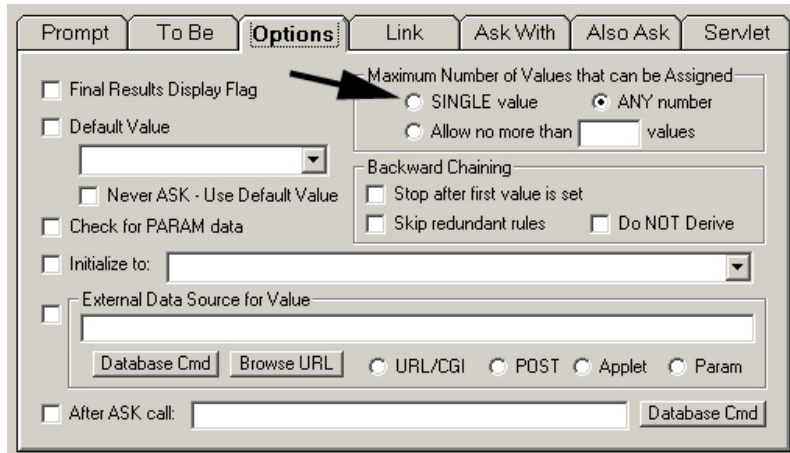 Prompt To Be Options Link Ask With Also Ask Servlet
Final Results Display Flag
Default Value
Never ASK - Use Default Value
Check for PARAM data
Maximum Number of Values that can be Assigned
SINGLE value ANY number
Allow no more than values
Backward Chaining
Stop after first value is set
Skip redundant rules Do NOT Derive
Initialize to:
External Data Source for Value
Database Cmd Browse URL URL/CGI POST Applet Param
After ASK call: Database Cmd